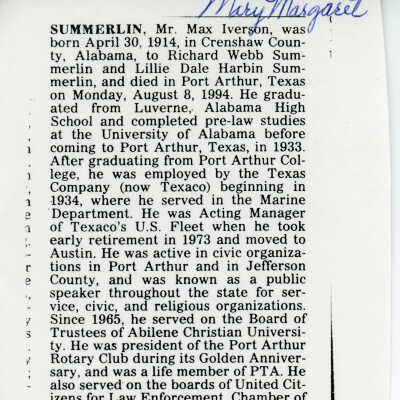 Mary Margaret
SUMMERLIN, Mr. Max Iverson, was
born April 30, 1914, in Crenshaw Coun-
ty, Alabama, to Richard Webb Sum-
merlin and Lillie Dale Harbin Sum-
merlin, and died in Port Arthur, Texas
on Monday, August 8, 1994. He gradu-
ated from Luverne, Alabama High
School and completed pre-law studies
at the University of Alabama before
coming to Port Arthur, Texas, in 1933.
After graduating from Port Arthur Col-
lege, he was employed by the Texas
Company (now Texaco) beginning in
1934, where he served in the Marine
Department. He was Acting Manager
of Texaco's U.S. Fleet when he took
early retirement in 1973 and moved to
Austin. He was active in civic organiza-
tions in Port Arthur and in Jefferson
County, and was known as a public
speaker throughout the state for ser-
vice, civic, and religious organizations.
Since 1965, he served on the Board of
Trustees of Abilene Christian Universi-
ty. He was president of the Port Arthur
Rotary Club during its Golden Anniver-
sary, and was a life member of PTA. He
also served on the boards of United Cit-
izens for Law Enforcement, Chamber of